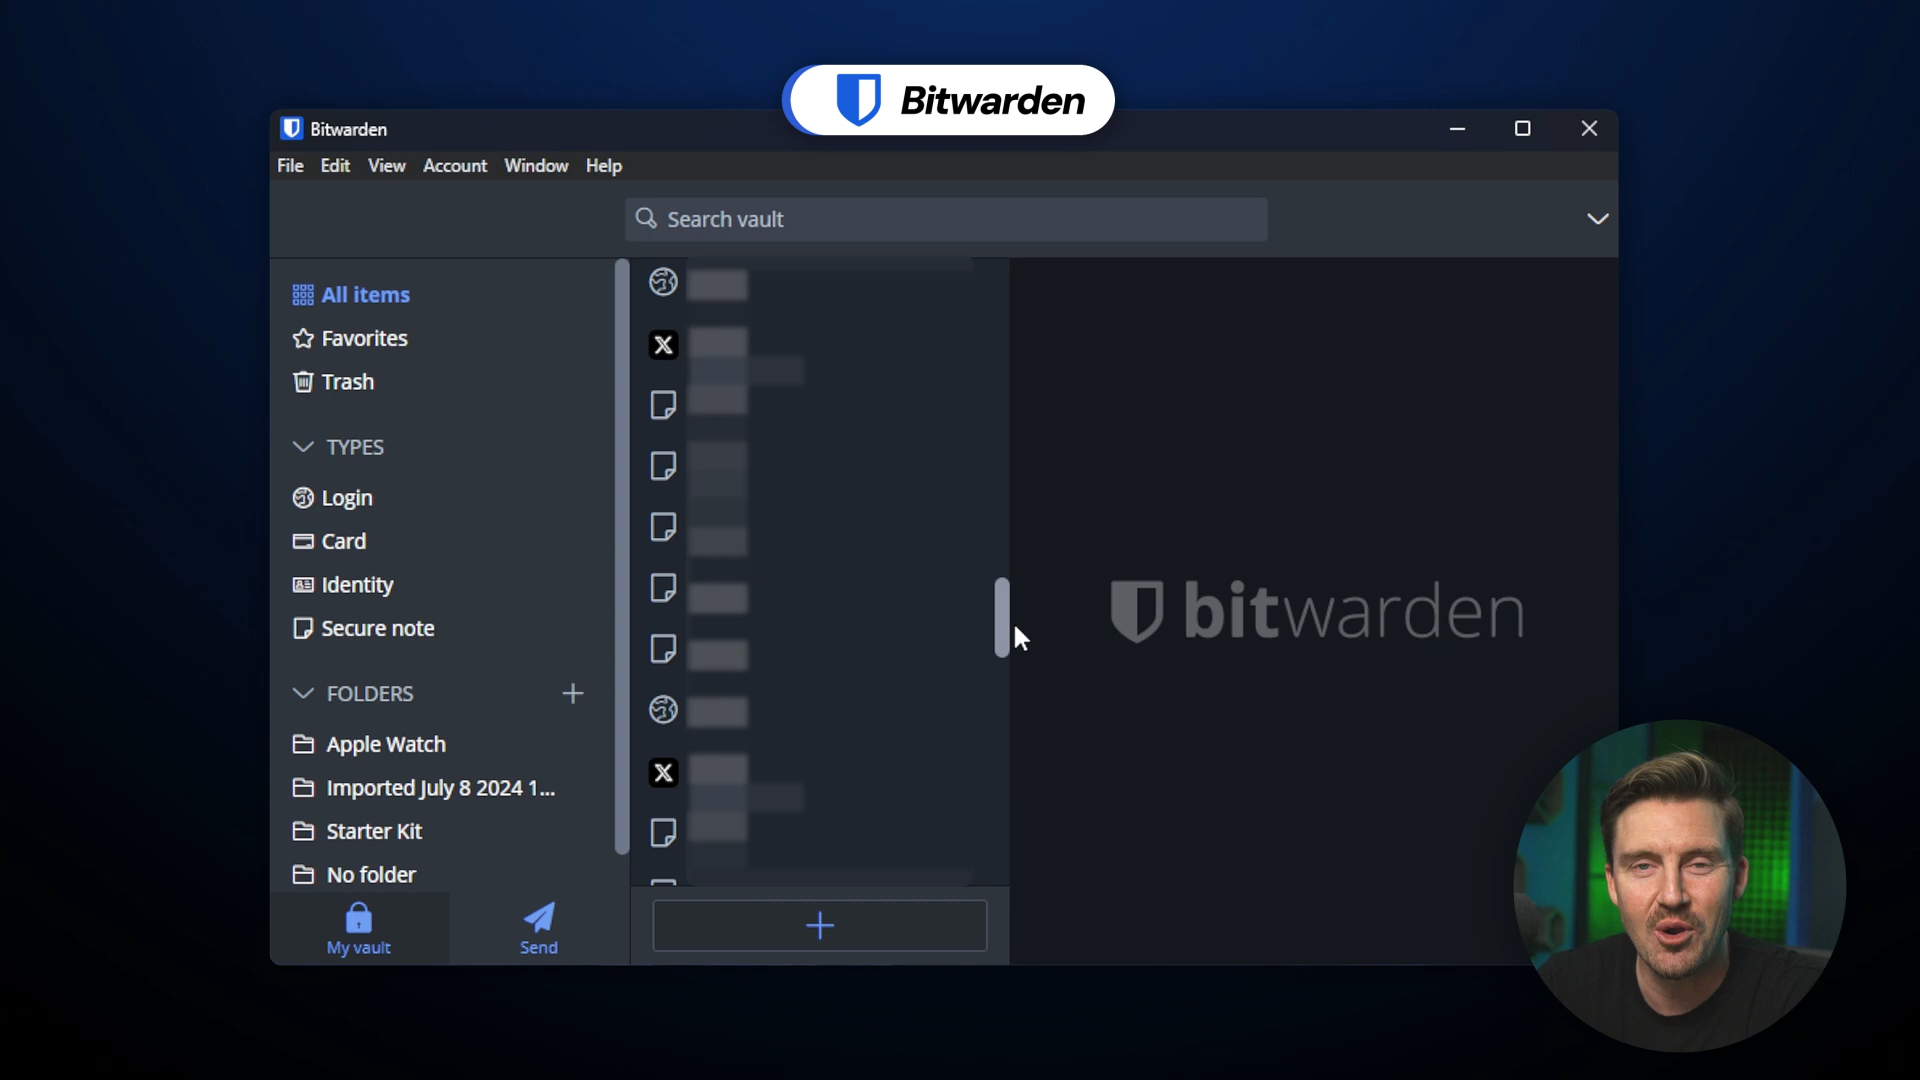 Bitwarden
Bitwarden
File Edit View Account Window Help
Search vault
All items
Favorites
Trash
TYPES
Login
Card
Identity
Secure note
FOLDERS
Apple Watch
Imported July 8 2024 1...
Starter Kit
No folder
My vault
Send
bitwarden